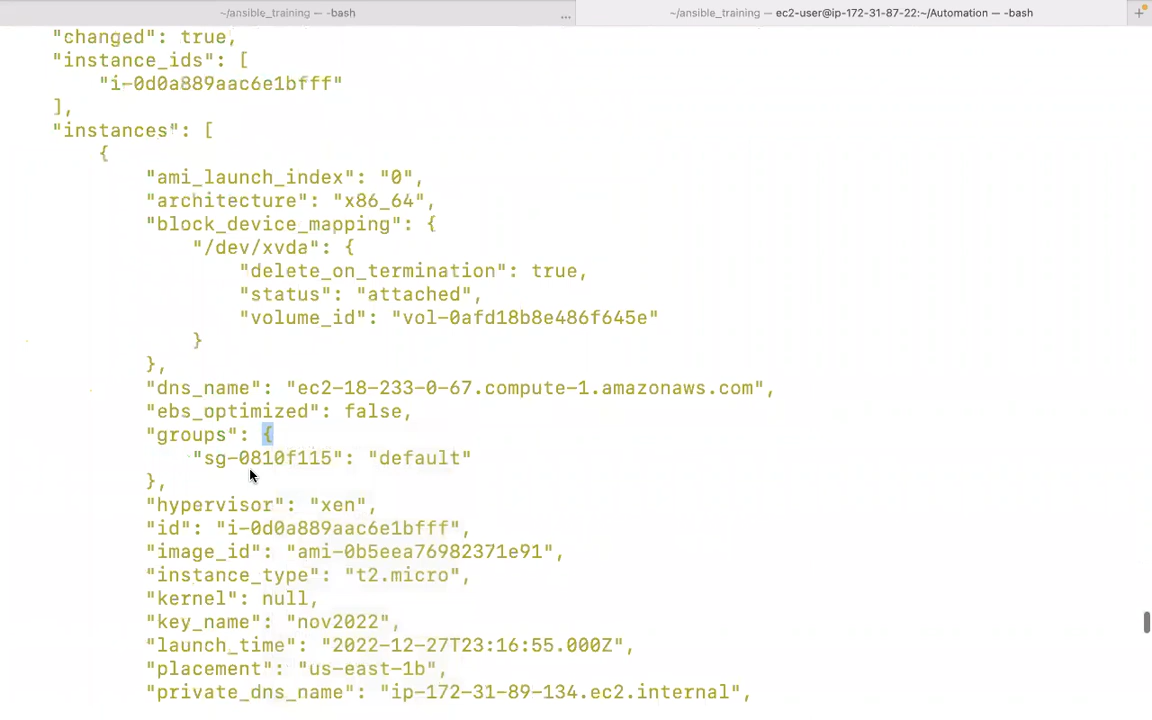 ~/ansible_training — -bash
...
~/ansible_training — ec2-user@ip-172-31-87-22:~/Automation — -bash
+
"changed": true,
"instance_ids": [
"i-0d0a889aac6e1bfff"
],
"instances": [
{
"ami_launch_index": "0",
"architecture": "x86_64",
"block_device_mapping": {
"/dev/xvda": {
"delete_on_termination": true,
"status": "attached",
"volume_id": "vol-0afd18b8e486f645e"
}
},
"dns_name": "ec2-18-233-0-67.compute-1.amazonaws.com",
"ebs_optimized": false,
"groups": {
"sg-0810f115": "default"
},
"hypervisor": "xen",
"id": "i-0d0a889aac6e1bfff",
"image_id": "ami-0b5eea76982371e91",
"instance_type": "t2.micro",
"kernel": null,
"key_name": "nov2022",
"launch_time": "2022-12-27T23:16:55.000Z",
"placement": "us-east-1b",
"private_dns_name": "ip-172-31-89-134.ec2.internal",